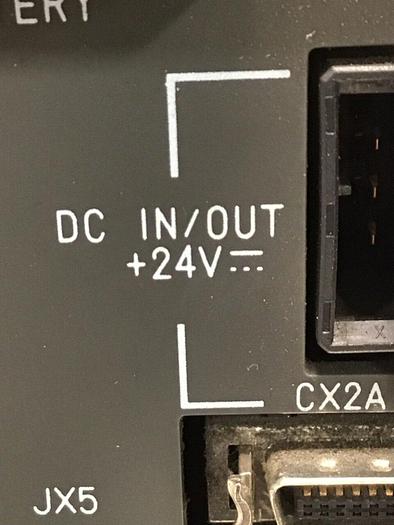 ERY
DC IN/OUT
+24V⎓
CX2A
JX5